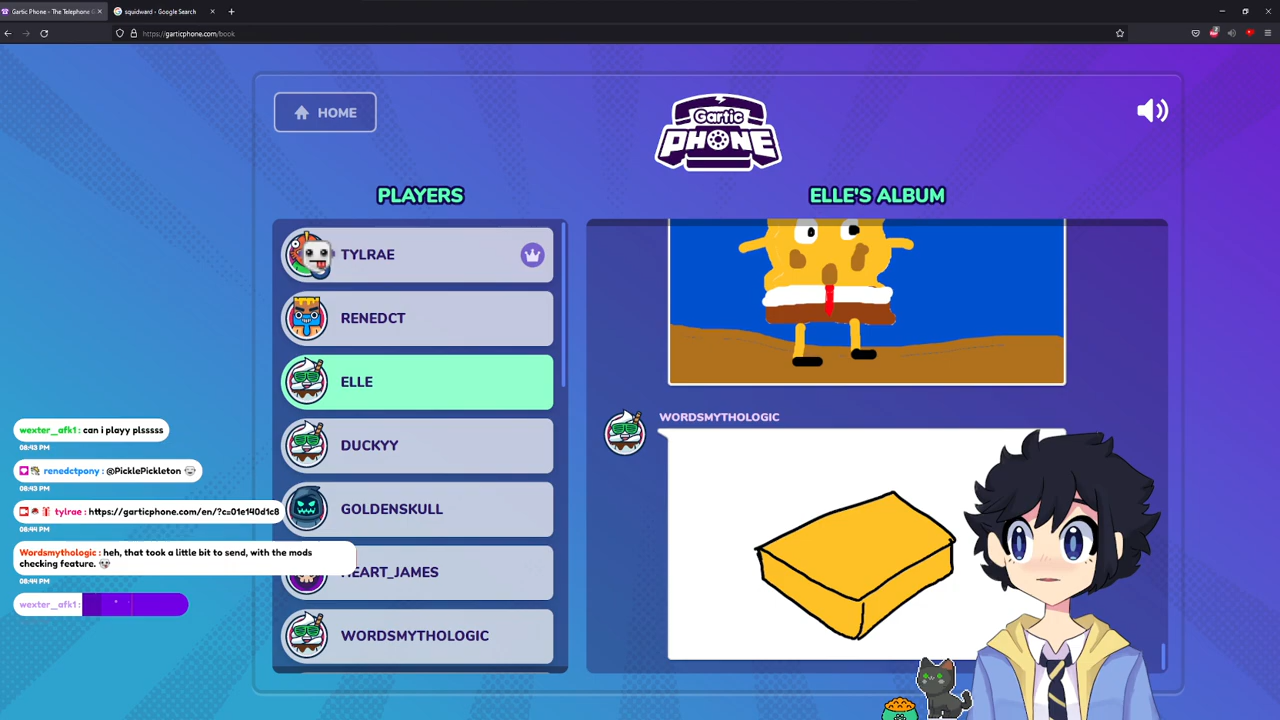 Gartic Phone - The Telephone G
squidward - Google Search
https://garticphone.com/book
HOME
Gartic
PHONE
PLAYERS
ELLE'S ALBUM
TYLRAE
RENEDCT
ELLE
DUCKYY
GOLDENSKULL
HEART_JAMES
WORDSMYTHOLOGIC
WORDSMYTHOLOGIC
wexter_afk1: can i playy plsssss
08:43 PM
renedctpony: @PicklePickleton
08:43 PM
tylrae: https://garticphone.com/en/?c=01e140d1c8
08:44 PM
Wordsmythologic: heh, that took a little bit to send, with the mods
checking feature.
08:44 PM
wexter_afk1: